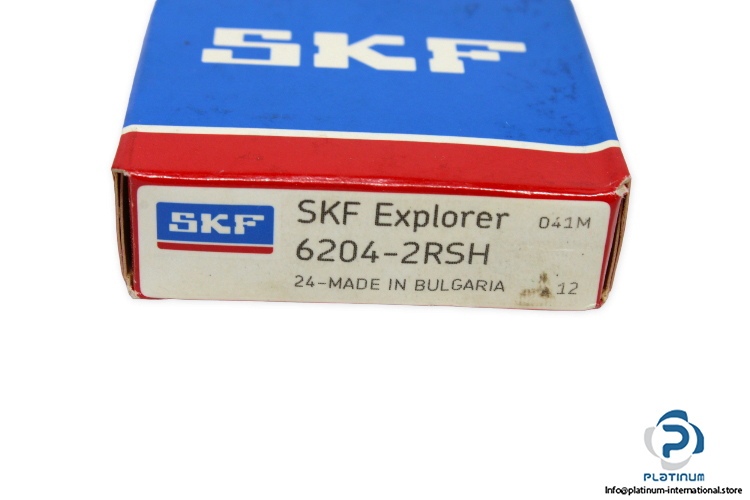 SKF
SKF
SKF Explorer
041M
6204-2RSH
24-MADE IN BULGARIA
12
PLATINUM
Info@platinum-international.store